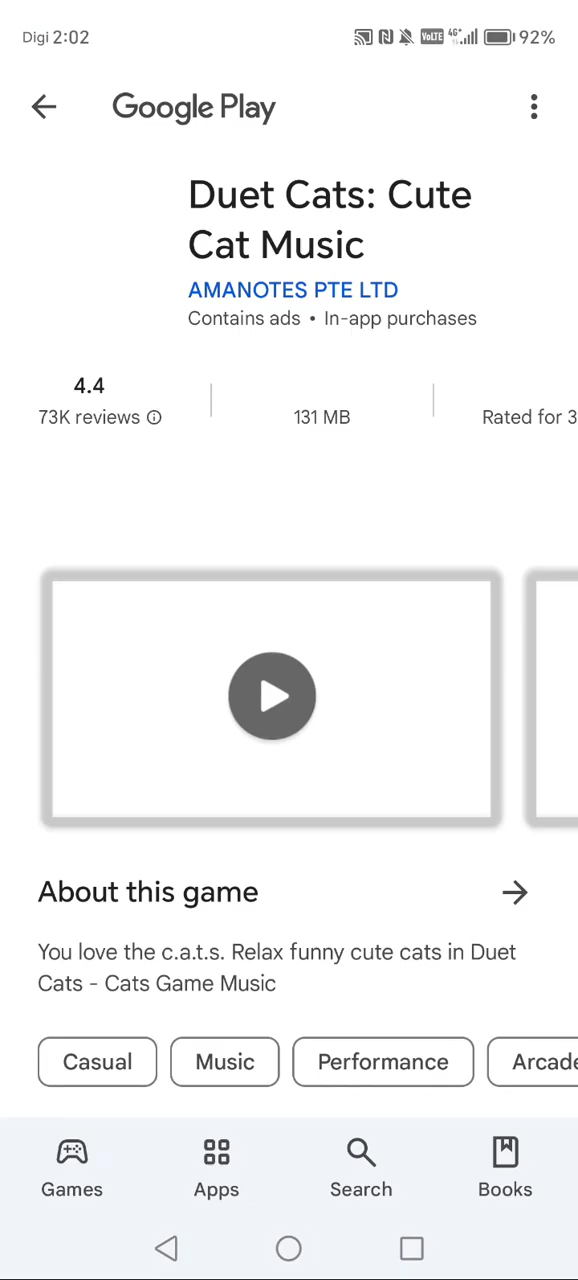 Digi 2:02
VoLTE 4G+ 92%
Google Play
Duet Cats: Cute
Cat Music
AMANOTES PTE LTD
Contains ads • In-app purchases
4.4
73K reviews
131 MB
Rated for 3
About this game
You love the c.a.t.s. Relax funny cute cats in Duet
Cats - Cats Game Music
Casual Music Performance Arcade
Games Apps Search Books